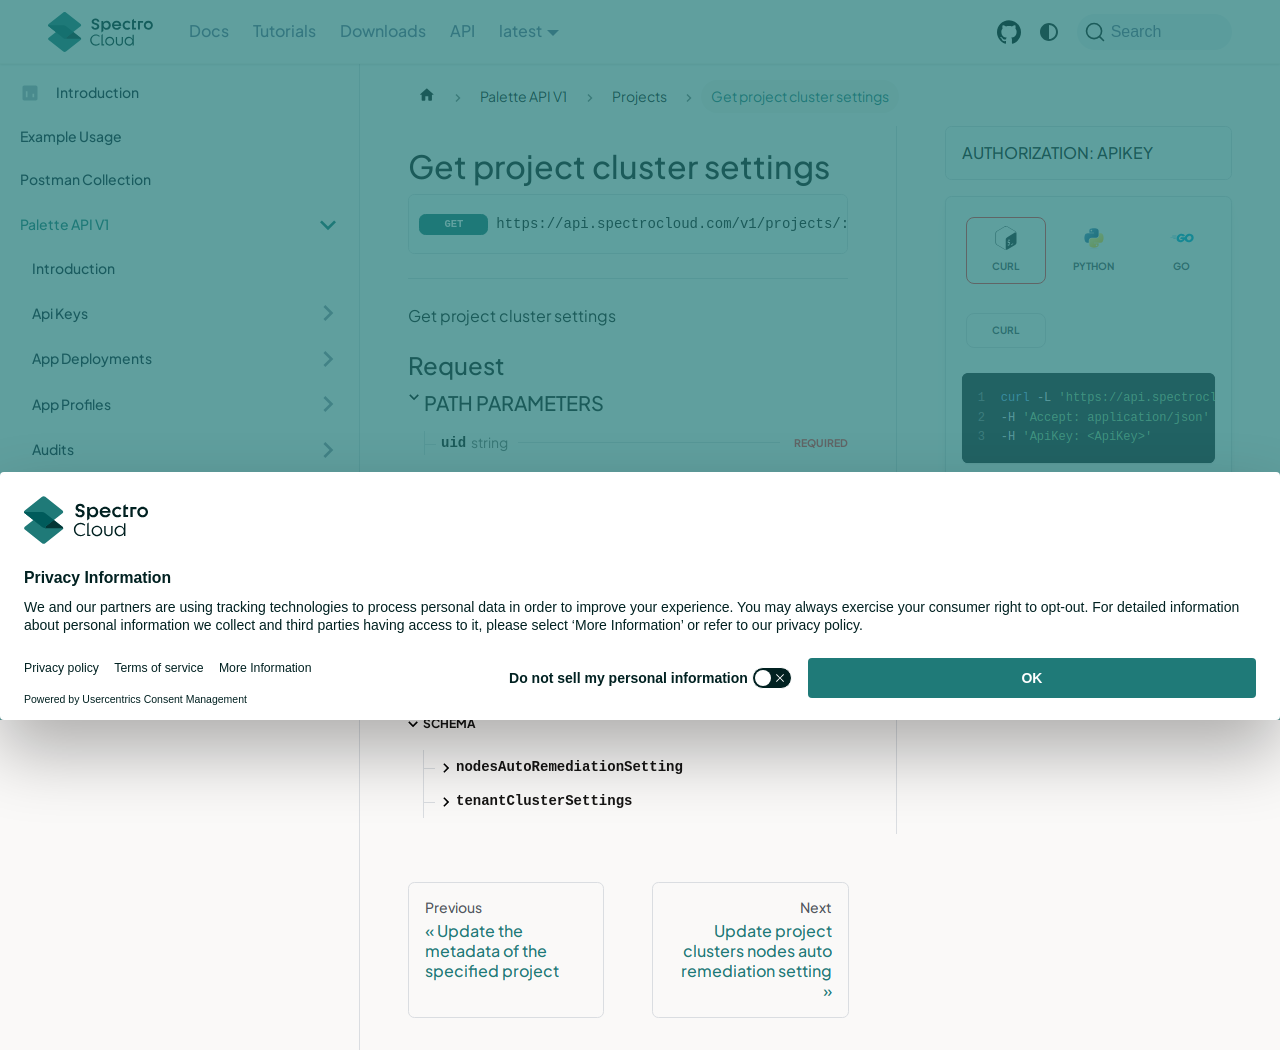 Spectro Cloud
Docs
Tutorials
Downloads
API
latest
Search
Introduction
Example Usage
Postman Collection
Palette API V1
Introduction
Api Keys
App Deployments
App Profiles
Audits
Palette API V1
Projects
Get project cluster settings
Get project cluster settings
GET https://api.spectrocloud.com/v1/projects/:
Get project cluster settings
Request
PATH PARAMETERS
uid string REQUIRED
AUTHORIZATION: APIKEY
CURL
PYTHON
GO
CURL
1 curl -L 'https://api.spectrocl
2 -H 'Accept: application/json'
3 -H 'ApiKey: <ApiKey>'
Spectro Cloud
Privacy Information
We and our partners are using tracking technologies to process personal data in order to improve your experience. You may always exercise your consumer right to opt-out. For detailed information
about personal information we collect and third parties having access to it, please select ‘More Information’ or refer to our privacy policy.
Privacy policy
Terms of service
More Information
Do not sell my personal information
OK
Powered by Usercentrics Consent Management
SCHEMA
nodesAutoRemediationSetting
tenantClusterSettings
Previous
« Update the
metadata of the
specified project
Next
Update project
clusters nodes auto
remediation setting
»